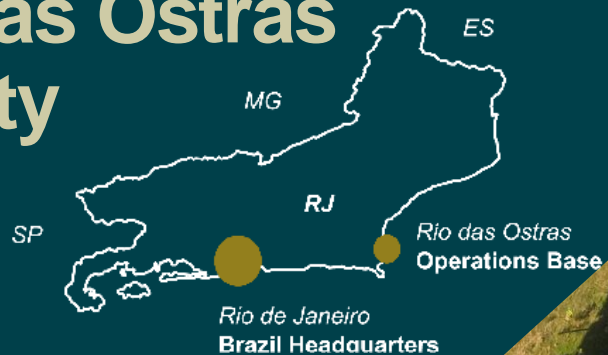 as Ostras
ty
ES
MG
RJ
SP
Rio das Ostras
Operations Base
Rio de Janeiro
Brazil Headquarters